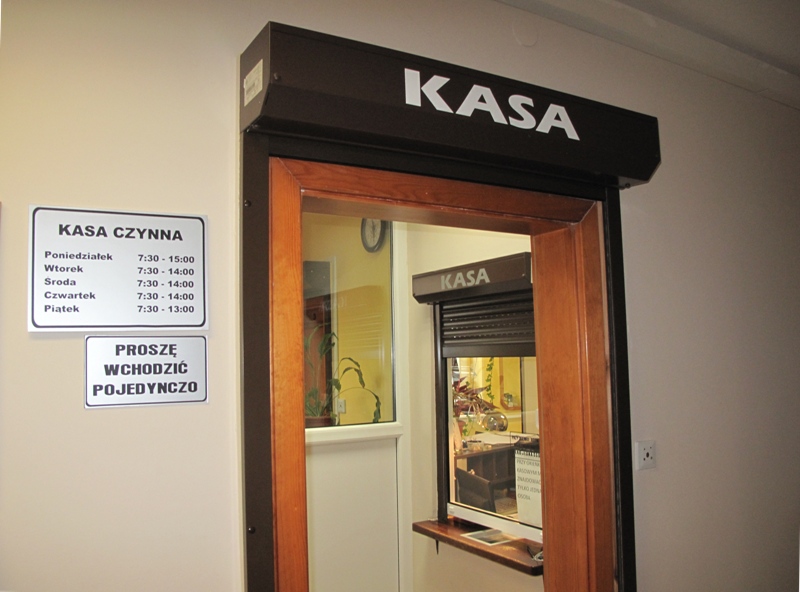 KASA
KASA CZYNNA
Poniedziałek 7:30 - 15:00
Wtorek 7:30 - 14:00
Środa 7:30 - 14:00
Czwartek 7:30 - 14:00
Piątek 7:30 - 13:00
PROSZĘ
WCHODZIĆ
POJEDYNCZO
KASA